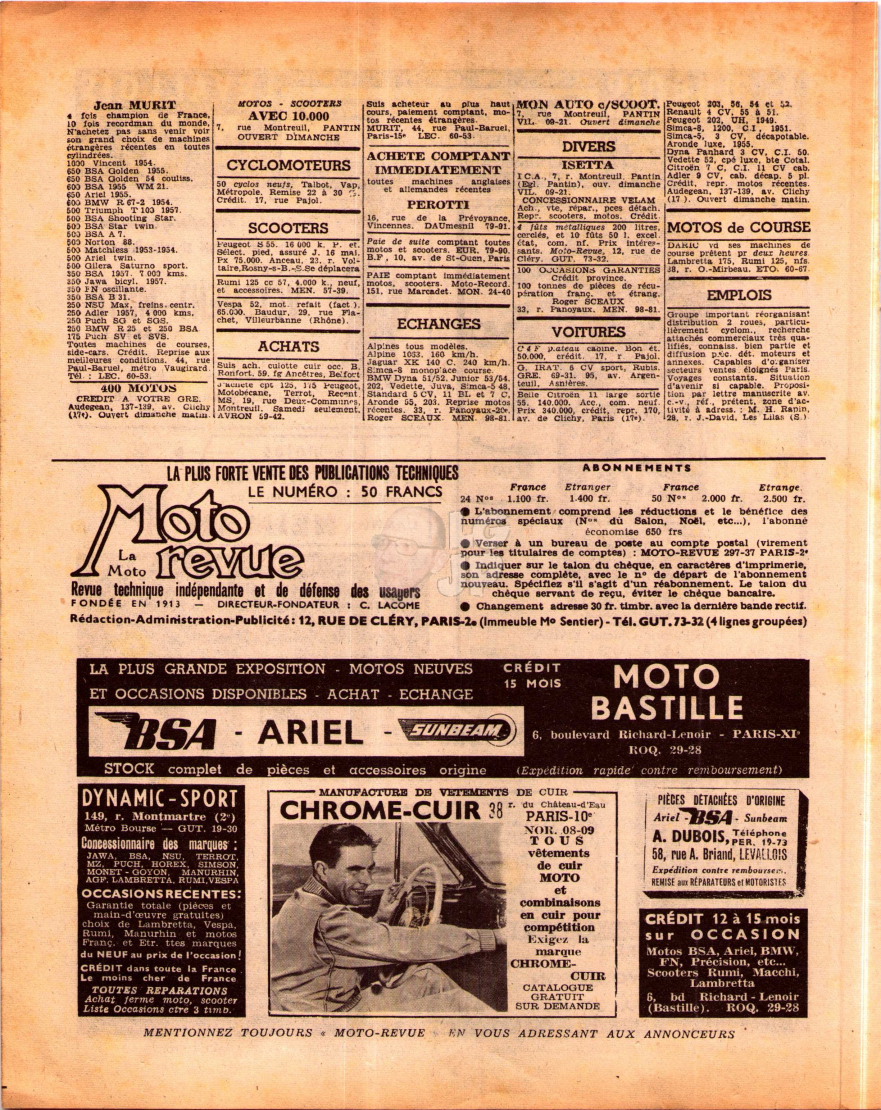 Jean MURIT
4 fois champion de France,
10 fois recordman du monde,
N'achetez pas sans venir voir
son grand choix de machines
étrangères récentes en toutes
cylindrées.
1000 Vincent 1954.
650 BSA Golden 1955.
650 BSA Golden 54 couliss.
600 BSA 1955 WM 21.
650 Ariel 1955.
600 BMW R 67-2 1954.
500 Triumph T 100 1957.
500 BSA Shooting Star.
500 BSA Star twin.
500 BSA A 7.
500 Norton 88.
500 Matchless 1953-1954.
500 Ariel twin.
500 Gilera Saturno sport.
350 BSA 1957. 7 003 kms.
350 Jawa bicyl. 1957.
350 FN oscillante.
350 BSA B 31.
250 NSU Max, freins. centr.
250 Adler 1957, 4 000 kms.
250 Puch SG et SGS.
250 BMW R 25 et 250 BSA
175 Puch SV et SVS.
Toutes machines de courses,
side-cars. Crédit. Reprise aux
meilleures conditions. 44, rue
Paul-Baruel, métro Vaugirard
Tél : LEC. 60-53.
400 MOTOS
CREDIT A VOTRE GRE.
Audegean, 137-139, av. Clichy
(17e). Ouvert dimanche matin.
MOTOS - SCOOTERS
AVEC 10.000
7, rue Montreuil, PANTIN
OUVERT DIMANCHE
CYCLOMOTEURS
50 cyclos neufs, Talbot, Vap,
Métropole. Remise 22 à 30 %.
Crédit. 17, rue Pajol.
SCOOTERS
Peugeot S 55. 16 000 k. P. et.
Sélect. pied, assuré J. 16 mai.
Px 75.000. Anceau, 23, r. Vol-
taire,Rosny-s-B.-S.Se déplacera
Rumi 125 cc 57, 4.000 k., neuf,
et accessoires. MEN. 57-39.
Vespa 52, mot. refait (fact.).
65.000. Baudur, 29, rue Fla-
chet, Villeurbanne (Rhône).
ACHATS
Suis ach. culotte cuir occ. B.
Bonfort, 59. fg Ancêtres, Belfort
J'achète cpt 125, 175 Peugeot,
Motobécane, Terrot, Recent
MS, 19, rue Deux-Communes,
Montreuil. Samedi seulement.
AVRON 59-42.
Suis acheteur au plus haut
cours, paiement comptant, mo-
tos récentes étrangères.
MURIT, 44, rue Paul-Baruel,
Paris-15e LEC. 60-53.
ACHETE COMPTANT
IMMEDIATEMENT
toutes machines anglaises
et allemandes récentes
PEROTTI
16, rue de la Prévoyance,
Vincennes. DAUmesnil 79-91.
Paie de suite comptant toutes
motos et scooters. EUR. 79-90.
B.F, 10, av. de St-Ouen, Paris
PAIE comptant immédiatement
motos, scooters. Moto-Record.
151, rue Marcadet. MON. 24-40
ECHANGES
Alpines tous modèles.
Alpine 1063. 160 km/h.
Jaguar XK 140 C. 240 km/h.
Simca-8 monoplace course.
BMW Dyna 51/52. Junior 53/54.
202, Vedette, Juva, Simca-5 48.
Standard 5 CV, 11 BL et 7 C,
Aronde 55, 203. Reprise motos
récentes. 33, r. Panoyaux-20e.
Roger SCEAUX. MEN. 98-81.
MON AUTO c/SCOOT.
7, rue Montreuil, PANTIN
VIL. 09-21. Ouvert dimanche
DIVERS
ISETTA
I.C.A., 7, r. Montreuil. Pantin
(Egl. Pantin), ouv. dimanche
VIL. 09-21.
CONCESSIONNAIRE VELAM
Ach., vte, répar., pces détach.
Repr. scooters, motos. Crédit.
4 fûts métalliques 200 litres,
cerclés, et 10 fûts 50 l. excel.
état, com. nf. Prix intéres-
sants. Moto-Revue, 12, rue de
Cléry. GUT. 73-32.
100 OCCASIONS GARANTIES
Crédit province.
100 tonnes de pièces de récu-
pération franç. et étrang.
Roger SCEAUX
33, r. Panoyaux. MEN. 98-81.
VOITURES
C 4 F plateau caoine. Bon ét.
50.000, crédit. 17, r Pajol.
G. IRAT. 6 CV sport, Rubis.
GRE. 69-31. 95, av. Argen-
teuil, Asnières.
Belle Citroën 11 large sortie
55. 140.000. Acc., com. neuf.
Prix 340.000, crédit, repr. 170,
av. de Clichy, Paris (17e).
Peugeot 203, 56, 54 et 52.
Renault 4 CV, 55 à 51.
Peugeot 202, UH, 1949.
Simca-8, 1200, C.I., 1951.
Simca-5, 3 CV, décapotable.
Aronde luxe, 1955.
Dyna Panhard 3 CV, C.I. 50.
Vedette 52, cpé luxe, bte Cotal.
Citroën 7 C, C.I. 11 CV cab.
Adler 9 CV, cab. décap. 5 pl.
Crédit, repr. motos récentes.
Audegean, 137-139, av. Clichy
(17 ). Ouvert dimanche matin.
MOTOS de COURSE
DARIC vd ses machines de
course prêtent pr deux heures.
Lambretta 175, Rumi 125, nfs.
38, r. O.-Mirbeau. ETO. 60-67.
EMPLOIS
Groupe important réorganisant
distribution 2 roues, particu-
lièrement cyclom., recherche
attachés commerciaux très qua-
lifiés, connaiss. bien partie et
diffusion pièc. dét. moteurs et
annexes. Capables d'organiser
secteurs ventes éloignés Paris.
Voyages constants. Situation
d'avenir si capable. Proposi-
tion par lettre manuscrite av.
c.-v., réf., prétent, zone d'ac-
tivité à adress. : M. H. Rapin,
28, r. J.-David, Les Lilas (S.)
LA PLUS FORTE VENTE DES PUBLICATIONS TECHNIQUES
LE NUMÉRO : 50 FRANCS
Moto
revue
La
Moto
Revue technique indépendante et de défense des usagers
FONDÉE EN 1913 — DIRECTEUR-FONDATEUR : C. LACOME
ABONNEMENTS
France Etranger France Etrange.
24 Nos 1.100 fr. 1.400 fr. 50 Nos 2.000 fr. 2.500 fr.
● L'abonnement comprend les réductions et le bénéfice des
numéros spéciaux (Nos du Salon, Noël, etc...), l'abonné
économise 650 frs
● Verser à un bureau de poste au compte postal (virement
pour les titulaires de comptes) : MOTO-REVUE 297-37 PARIS-2e
● Indiquer sur le talon du chèque, en caractères d'imprimerie,
son adresse complète, avec le n° de départ de l'abonnement
nouveau. Spécifiez s'il s'agit d'un réabonnement. Le talon du
chèque servant de reçu, éviter le chèque bancaire.
● Changement adresse 30 fr. timbr. avec la dernière bande rectif.
Rédaction-Administration-Publicité : 12, RUE DE CLÉRY, PARIS-2e (Immeuble Mo Sentier) - Tél. GUT. 73-32 (4 lignes groupées)
LA PLUS GRANDE EXPOSITION - MOTOS NEUVES
ET OCCASIONS DISPONIBLES - ACHAT - ECHANGE
CRÉDIT
15 MOIS
MOTO
BASTILLE
BSA - ARIEL - SUNBEAM
6, boulevard Richard-Lenoir - PARIS-XIe
ROQ. 29-28
STOCK complet de pièces et accessoires origine (Expédition rapide contre remboursement)
DYNAMIC-SPORT
149, r. Montmartre (2e)
Métro Bourse — GUT. 19-30
Concessionnaire des marques :
JAWA, BSA, NSU, TERROT,
MZ, PUCH, HOREX, SIMSON,
MONET - GOYON, MANURHIN,
AGF, LAMBRETTA, RUMI, VESPA
OCCASIONS RECENTES:
Garantie totale (pièces et
main-d'œuvre gratuites)
choix de Lambretta, Vespa,
Rumi, Manurhin et motos
Franç. et Etr. ttes marques
du NEUF au prix de l'occasion!
CRÉDIT dans toute la France
Le moins cher de France
TOUTES REPARATIONS
Achat ferme moto, scooter
Liste Occasions ctre 3 timb.
MANUFACTURE DE VETEMENTS DE CUIR
CHROME-CUIR 38 r. du Château-d'Eau
PARIS-10e
NOR. 08-09
TOUS
vêtements
de cuir
MOTO
et
combinaisons
en cuir pour
compétition
Exigez la
marque
CHROME-
CUIR
CATALOGUE
GRATUIT
SUR DEMANDE
PIÈCES DÉTACHÉES D'ORIGINE
Ariel - BSA - Sunbeam
A. DUBOIS, Téléphone
PER. 19-73
58, rue A. Briand, LEVALLOIS
Expédition contre remboursem.
REMISE aux RÉPARATEURS et MOTORISTES
CRÉDIT 12 à 15 mois
sur OCCASION
Motos BSA, Ariel, BMW,
FN, Précision, etc...
Scooters Rumi, Macchi,
Lambretta
6, bd Richard - Lenoir
(Bastille). ROQ. 29-28
MENTIONNEZ TOUJOURS « MOTO-REVUE » EN VOUS ADRESSANT AUX ANNONCEURS